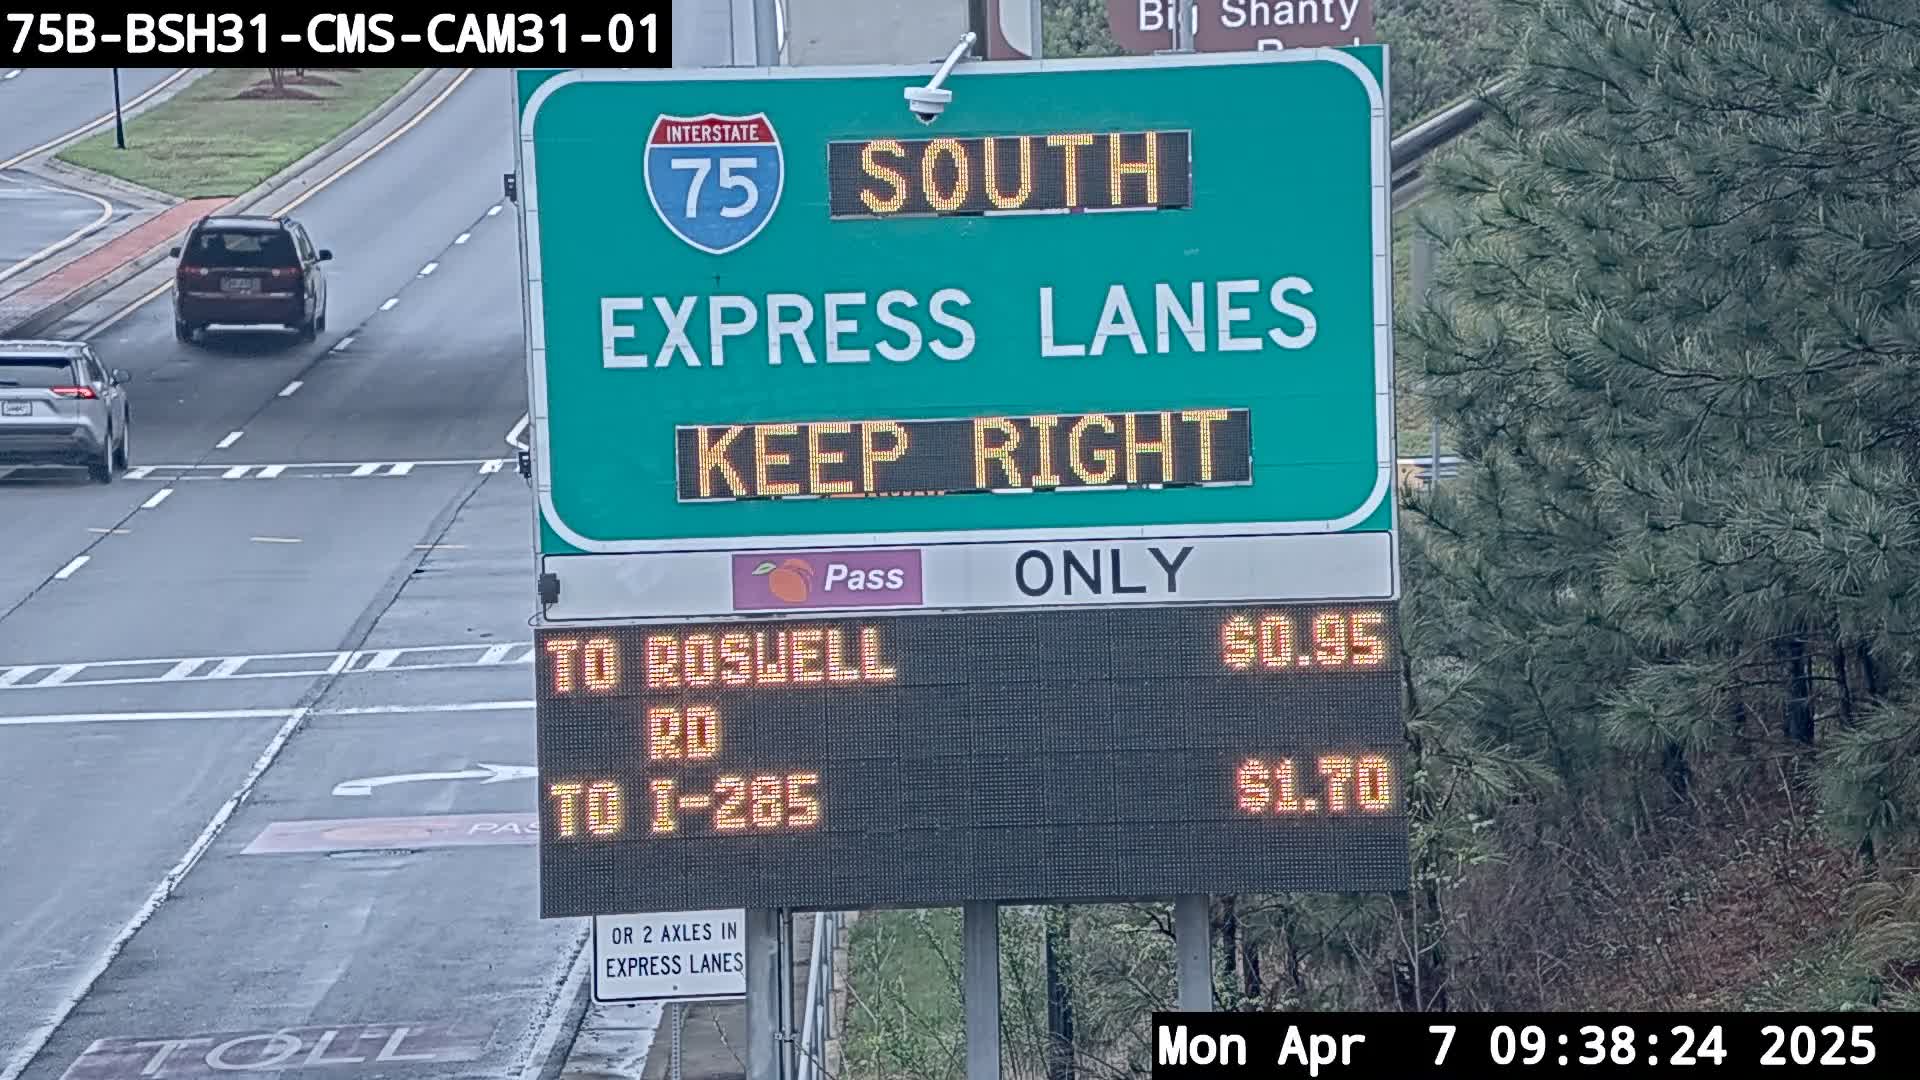 75B-BSH31-CMS-CAM31-01
Big Shanty
Road
INTERSTATE
75
SOUTH
EXPRESS LANES
KEEP RIGHT
Pass
ONLY
TO ROSWELL $0.95
RD
TO I-285 $1.70
PAS
OR 2 AXLES IN
EXPRESS LANES
TOLL
Mon Apr 7 09:38:24 2025